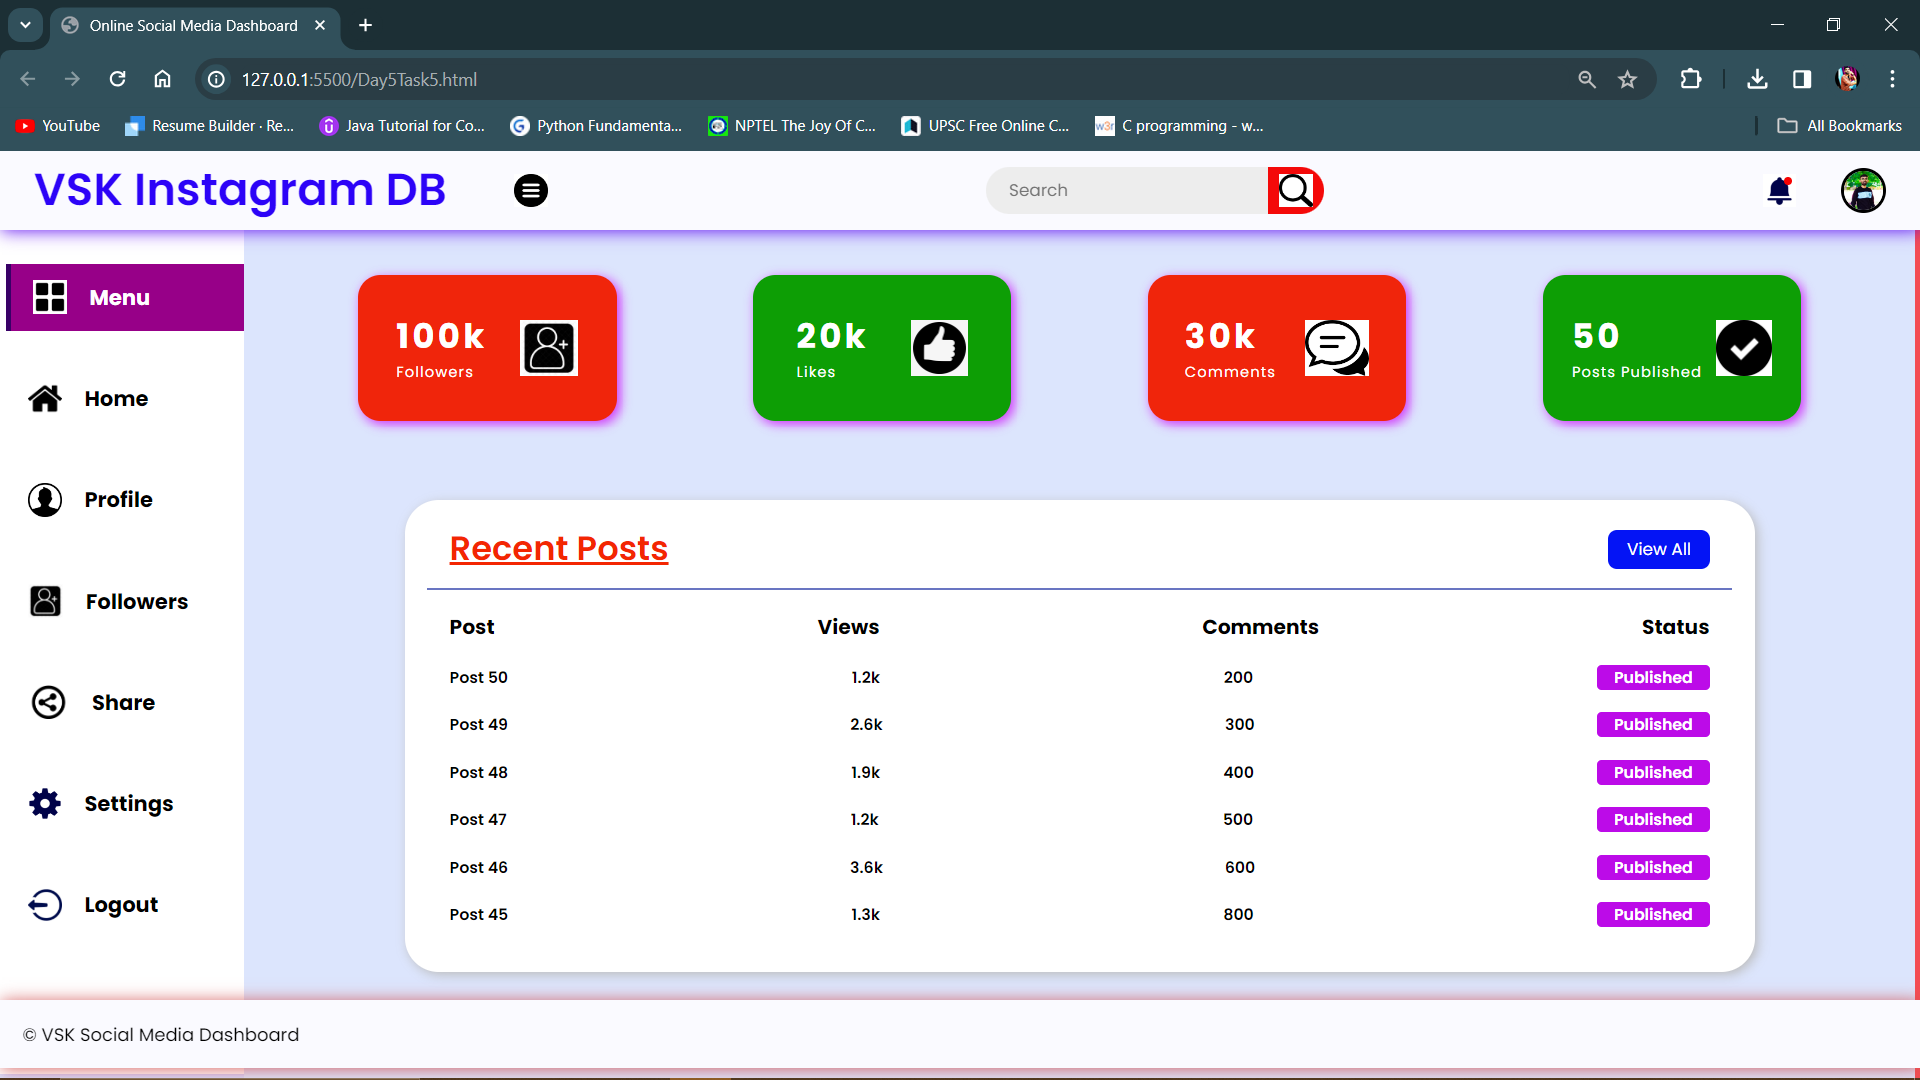 Online Social Media Dashboard
127.0.0.1:5500/Day5Task5.html
YouTube Resume Builder · Re... Java Tutorial for Co... Python Fundamenta... NPTEL The Joy Of C... UPSC Free Online C... w3r C programming - w... All Bookmarks
VSK Instagram DB Search
Menu
Home
Profile
Followers
Share
Settings
Logout
100k
Followers
20k
Likes
30k
Comments
50
Posts Published
Recent Posts View All
Post Views Comments Status
Post 50 1.2k 200 Published
Post 49 2.6k 300 Published
Post 48 1.9k 400 Published
Post 47 1.2k 500 Published
Post 46 3.6k 600 Published
Post 45 1.3k 800 Published
© VSK Social Media Dashboard